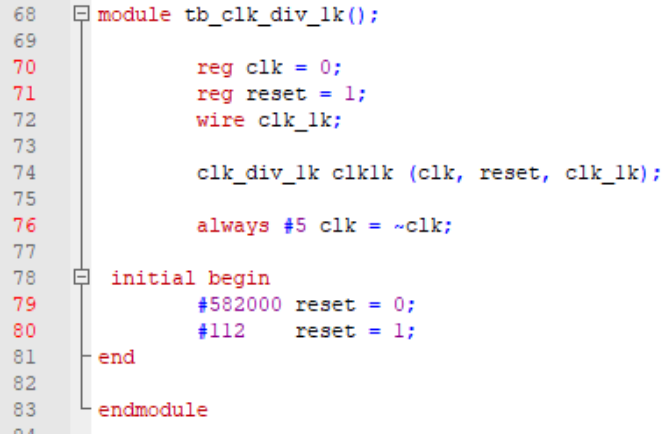 68 module tb_clk_div_1k();
69
70 reg clk = 0;
71 reg reset = 1;
72 wire clk_1k;
73
74 clk_div_1k clk1k (clk, reset, clk_1k);
75
76 always #5 clk = ~clk;
77
78 initial begin
79 #582000 reset = 0;
80 #112 reset = 1;
81 end
82
83 endmodule